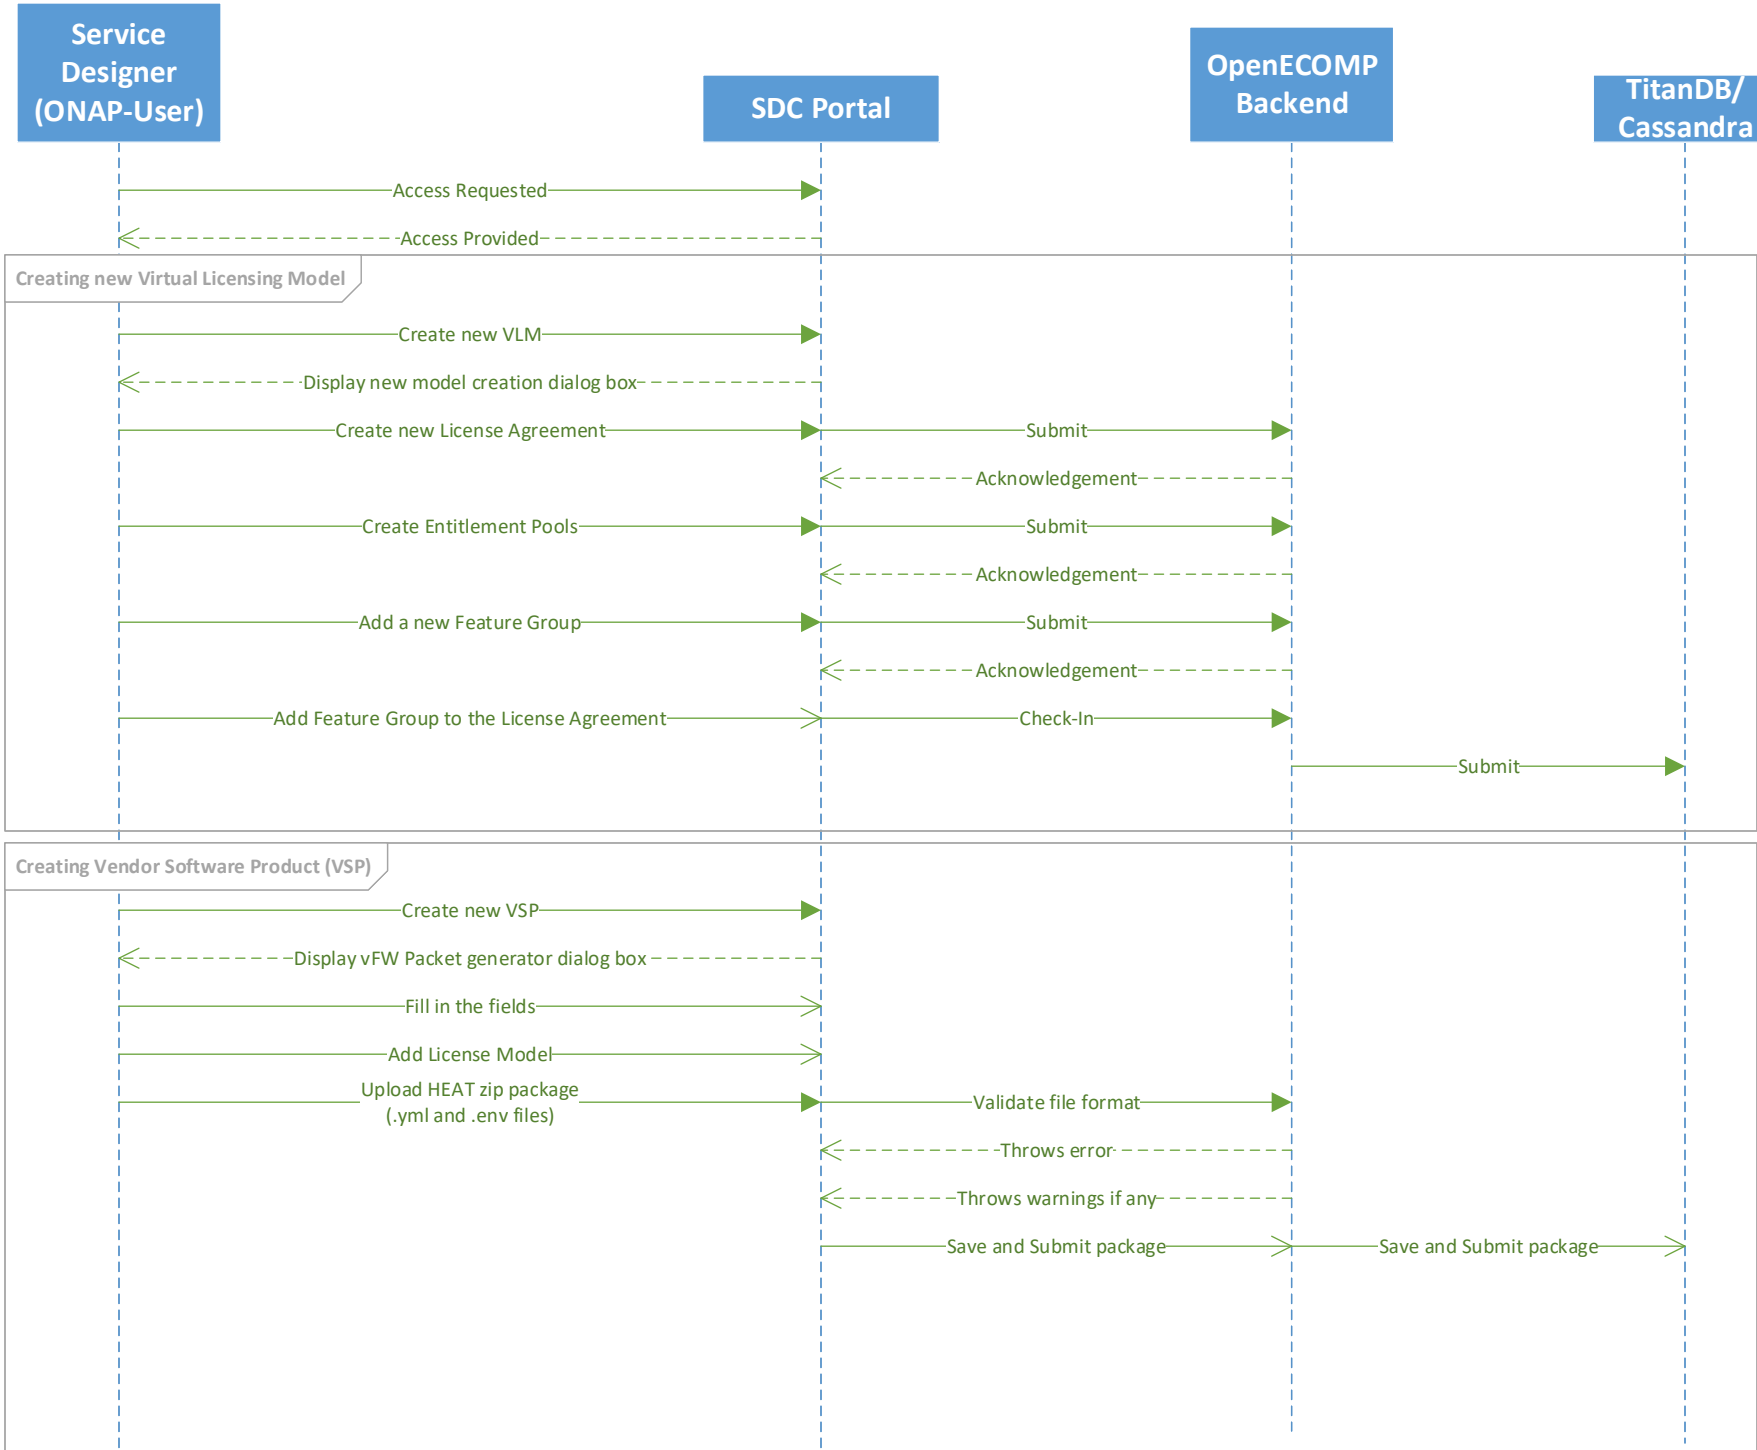 Service
Designer
(ONAP-User)
SDC Portal
OpenECOMP
Backend
TitanDB/
Cassandra
Access Requested
Access Provided
Creating new Virtual Licensing Model
Create new VLM
Display new model creation dialog box
Create new License Agreement
Submit
Acknowledgement
Create Entitlement Pools
Submit
Acknowledgement
Add a new Feature Group
Submit
Acknowledgement
Add Feature Group to the License Agreement
Check-In
Submit
Creating Vendor Software Product (VSP)
Create new VSP
Display vFW Packet generator dialog box
Fill in the fields
Add License Model
Upload HEAT zip package
(.yml and .env files)
Validate file format
Throws error
Throws warnings if any
Save and Submit package
Save and Submit package